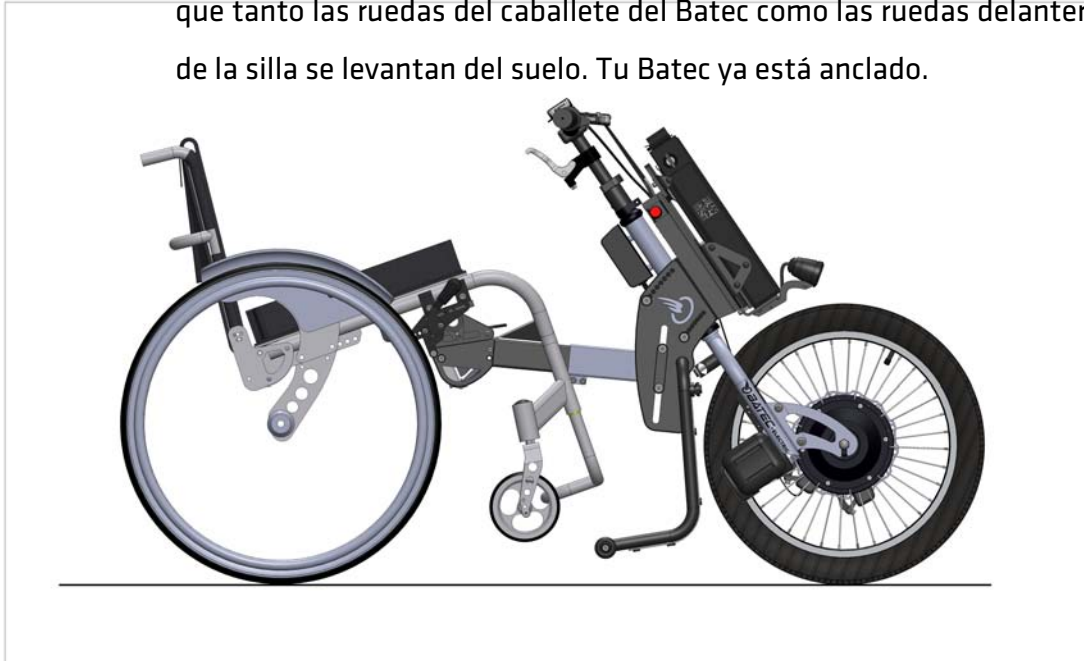 que tanto las ruedas del caballete del Batec como las ruedas delanter
de la silla se levantan del suelo. Tu Batec ya está anclado.
BATEC ELECTRIC